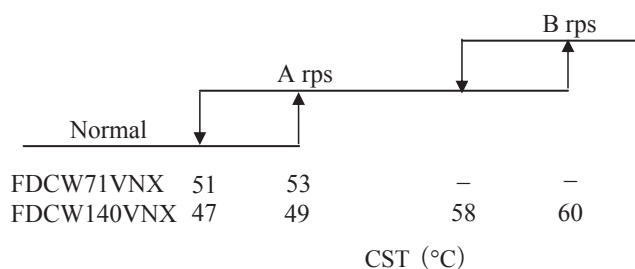 B rps
A rps
Normal
FDCW71VNX 51 53 – –
FDCW140VNX 47 49 58 60
CST (°C)